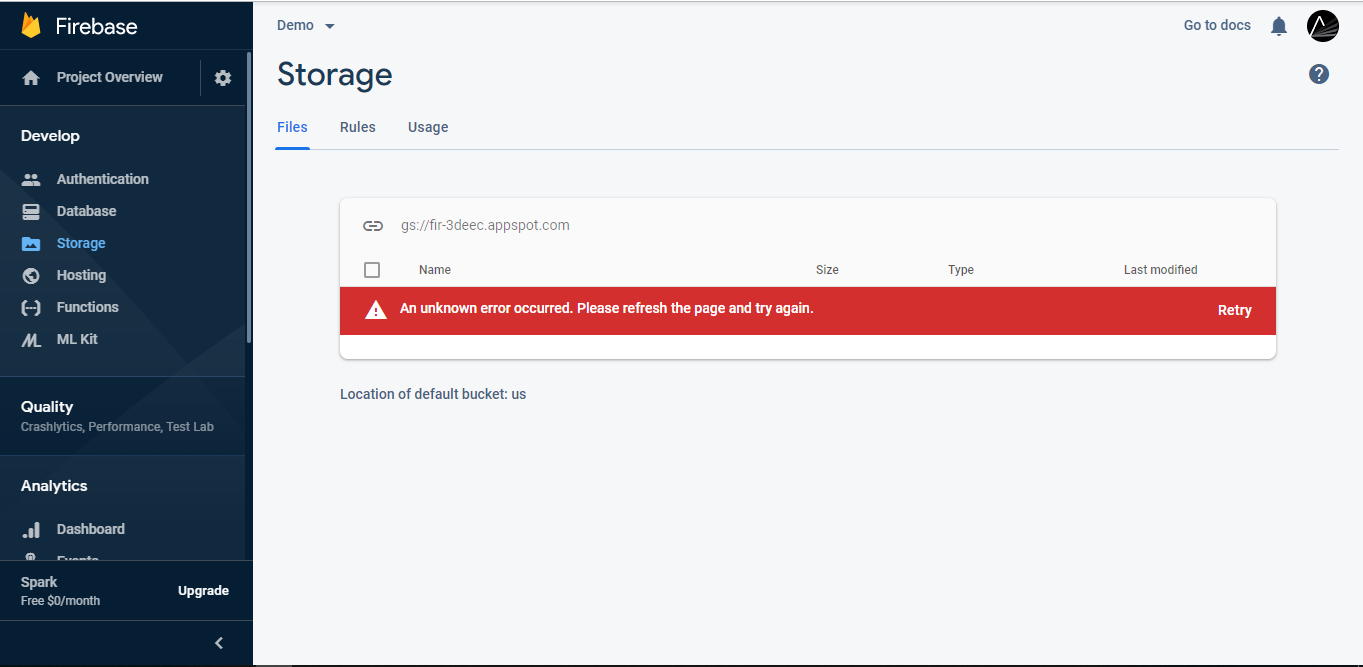 Firebase
Project Overview
Develop
Authentication
Database
Storage
Hosting
Functions
ML Kit
Quality
Crashlytics, Performance, Test Lab
Analytics
Dashboard
Events
Spark
Free $0/month
Upgrade
Demo
Go to docs
Storage
Files Rules Usage
gs://fir-3deec.appspot.com
Name Size Type Last modified
An unknown error occurred. Please refresh the page and try again. Retry
Location of default bucket: us